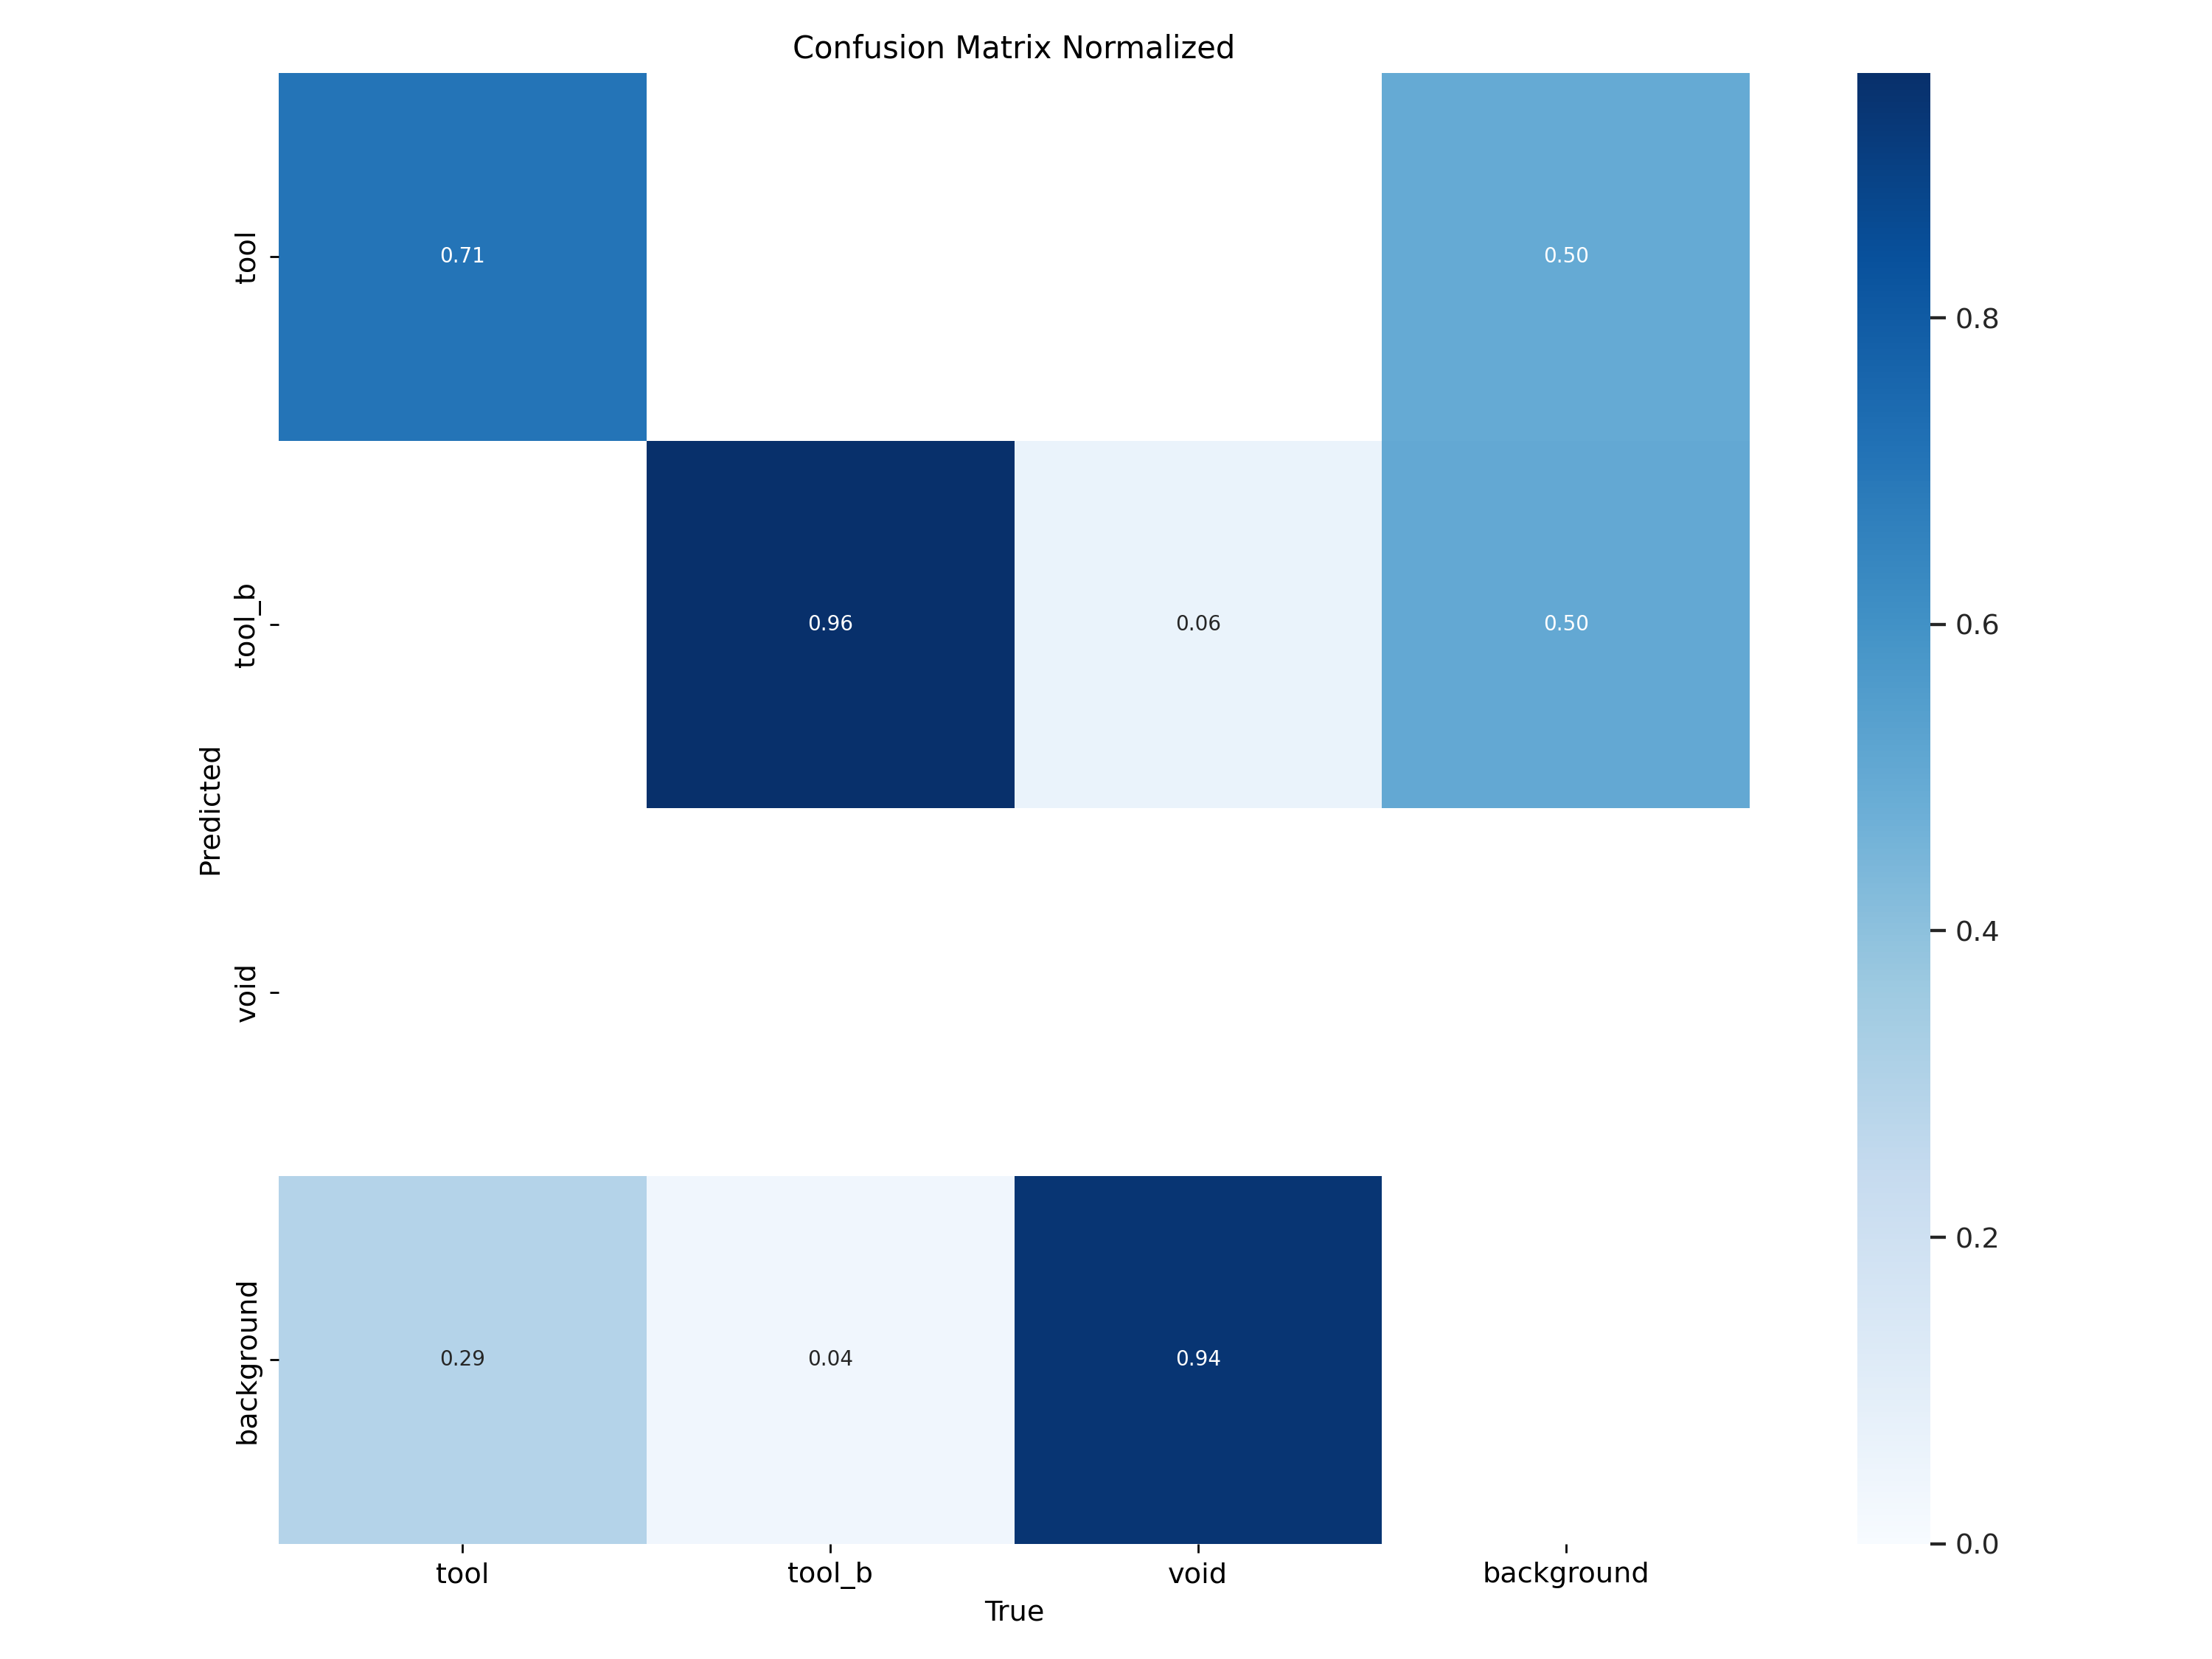 Confusion Matrix Normalized
tool
0.71
0.50
0.8
tool_b
0.96
0.06
0.50
0.6
Predicted
0.4
void
0.2
background
0.29
0.04
0.94
0.0
tool
tool_b
void
background
True